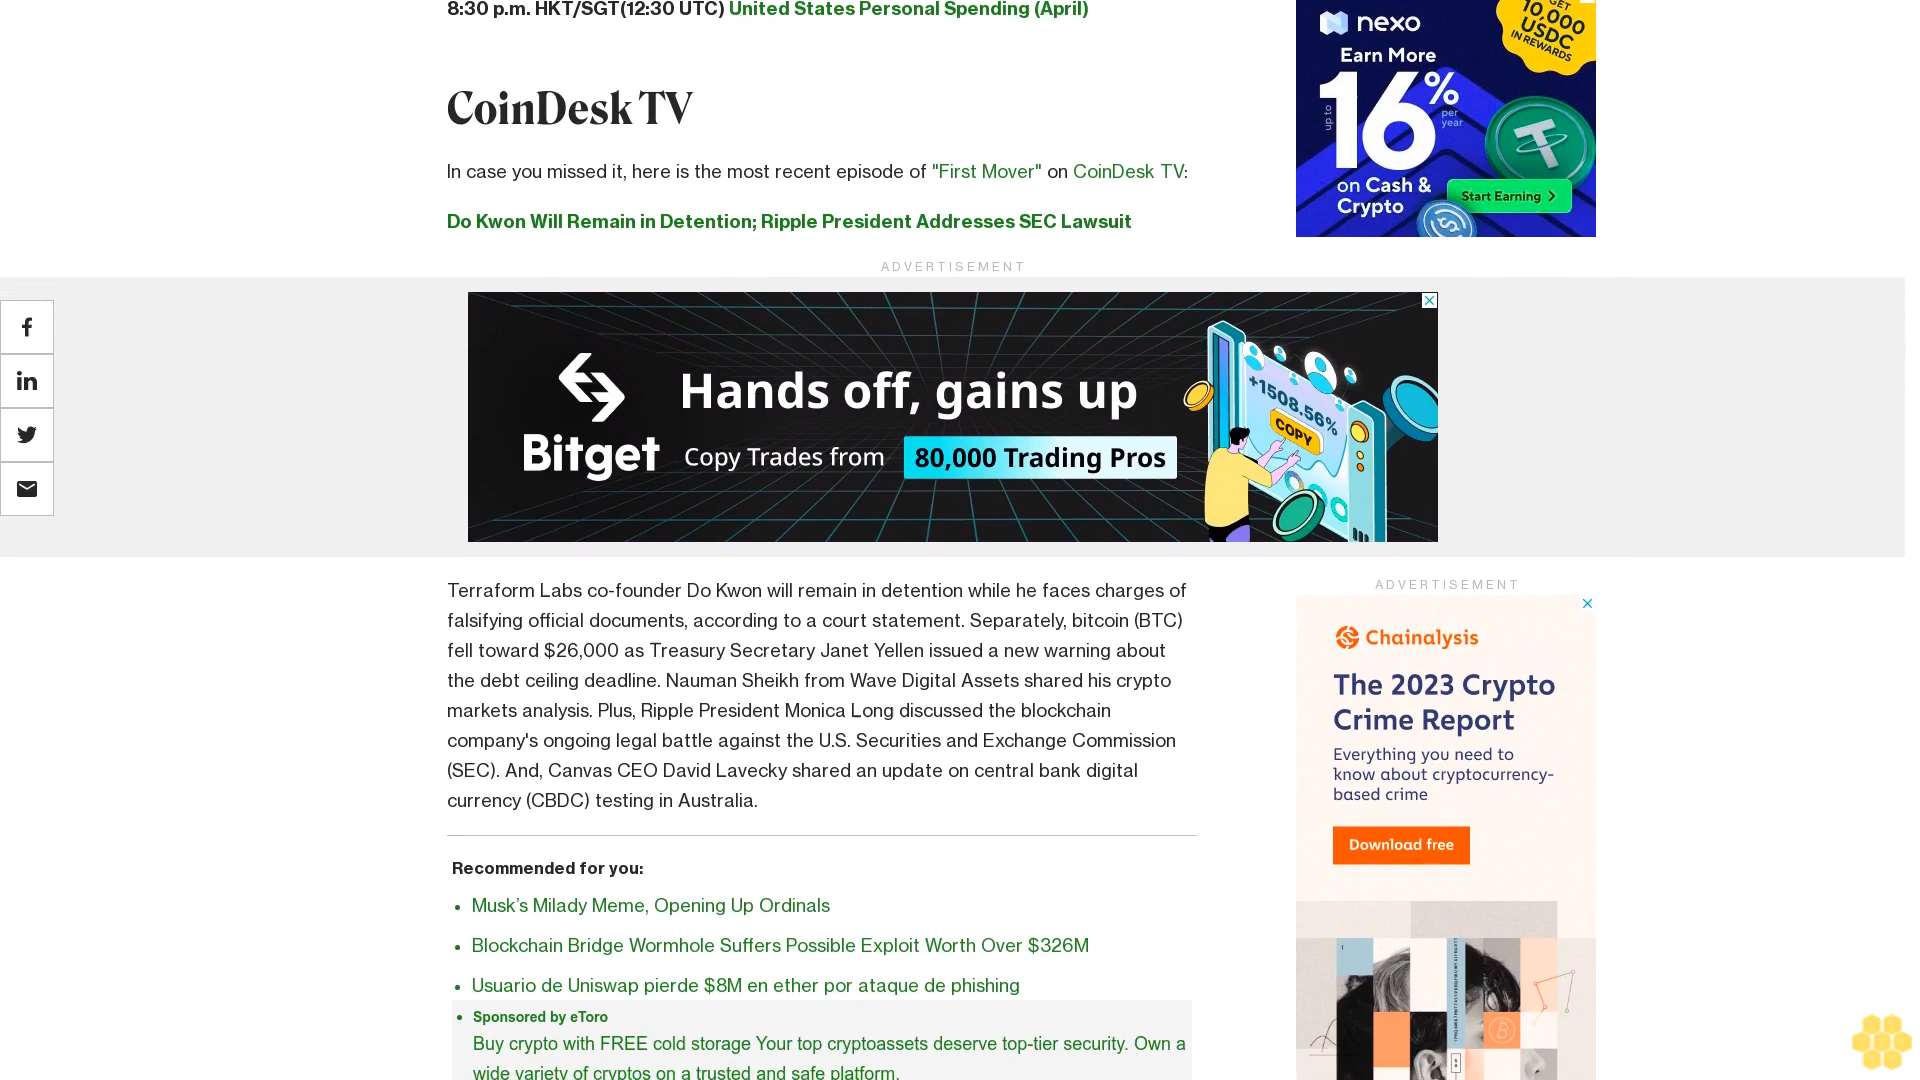 8:30 p.m. HKT/SGT(12:30 UTC) United States Personal Spending (April)
CoinDesk TV
In case you missed it, here is the most recent episode of "First Mover" on CoinDesk TV:
Do Kwon Will Remain in Detention; Ripple President Addresses SEC Lawsuit
nexo
GET
10,000
USDC
IN REWARDS
Earn More
up to
16%
per
year
on Cash &
Crypto
Start Earning
ADVERTISEMENT
Bitget
Hands off, gains up
Copy Trades from 80,000 Trading Pros
+1508.56%
COPY
Terraform Labs co-founder Do Kwon will remain in detention while he faces charges of
falsifying official documents, according to a court statement. Separately, bitcoin (BTC)
fell toward $26,000 as Treasury Secretary Janet Yellen issued a new warning about
the debt ceiling deadline. Nauman Sheikh from Wave Digital Assets shared his crypto
markets analysis. Plus, Ripple President Monica Long discussed the blockchain
company's ongoing legal battle against the U.S. Securities and Exchange Commission
(SEC). And, Canvas CEO David Lavecky shared an update on central bank digital
currency (CBDC) testing in Australia.
Recommended for you:
• Musk's Milady Meme, Opening Up Ordinals
• Blockchain Bridge Wormhole Suffers Possible Exploit Worth Over $326M
• Usuario de Uniswap pierde $8M en ether por ataque de phishing
• Sponsored by eToro
Buy crypto with FREE cold storage Your top cryptoassets deserve top-tier security. Own a
wide variety of cryptos on a trusted and safe platform.
ADVERTISEMENT
Chainalysis
The 2023 Crypto
Crime Report
Everything you need to
know about cryptocurrency-
based crime
Download free